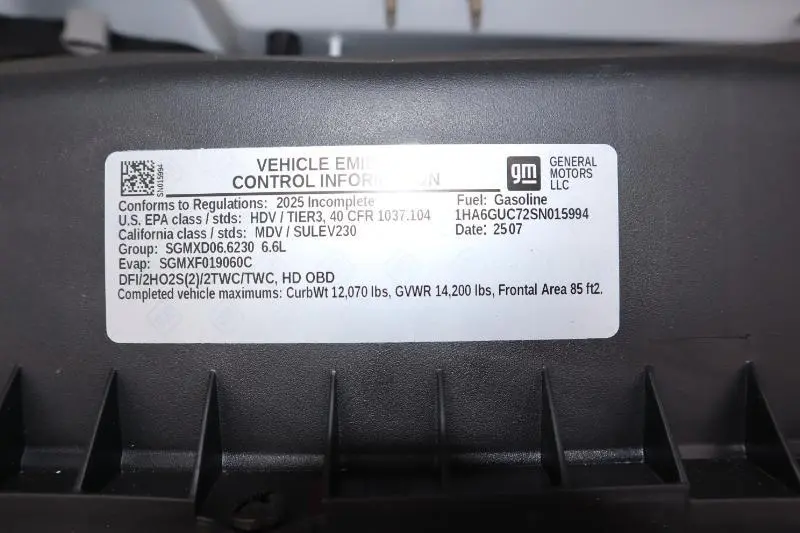 SN015994
VEHICLE EMI
CONTROL INFOR N
gm
GENERAL
MOTORS
LLC
Conforms to Regulations: 2025 Incomplete
Fuel: Gasoline
U.S. EPA class / stds: HDV / TIER3, 40 CFR 1037.104
1HA6GUC72SN015994
California class / stds: MDV / SULEV230
Date: 2507
Group: SGMXD06.6230 6.6L
Evap: SGMXF019060C
DFI/2HO2S(2)/2TWC/TWC, HD OBD
Completed vehicle maximums: CurbWt 12,070 lbs, GVWR 14,200 lbs, Frontal Area 85 ft2.